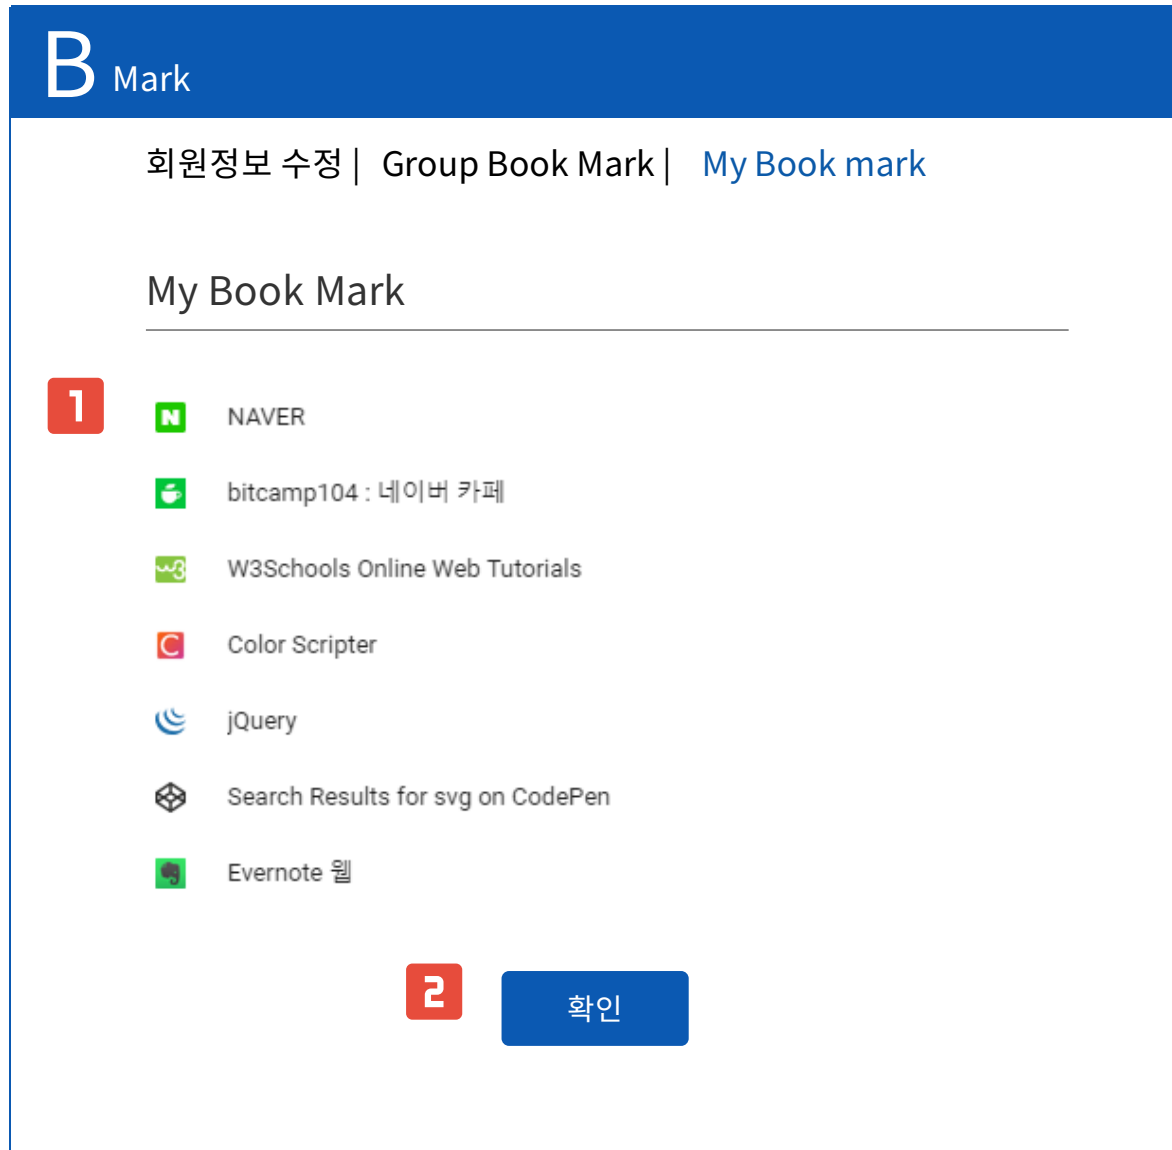 B Mark
회원정보 수정 | Group Book Mark | My Book mark
My Book Mark
1
N NAVER
bitcamp104 : 네이버 카페
w3 W3Schools Online Web Tutorials
C Color Scripter
jQuery
Search Results for svg on CodePen
Evernote 웹
2 확인